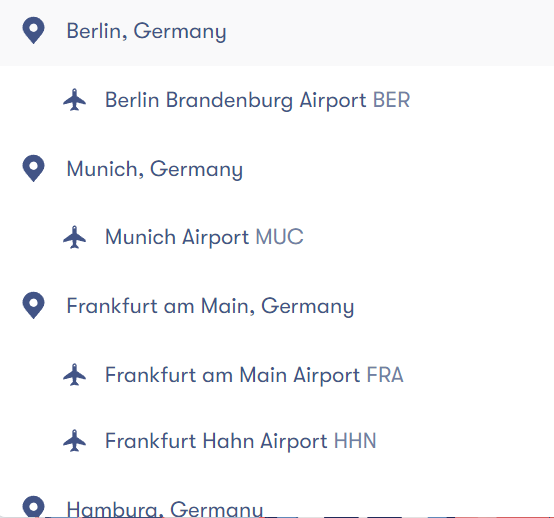 Berlin, Germany
Berlin Brandenburg Airport BER
Munich, Germany
Munich Airport MUC
Frankfurt am Main, Germany
Frankfurt am Main Airport FRA
Frankfurt Hahn Airport HHN
Hamburg, Germany